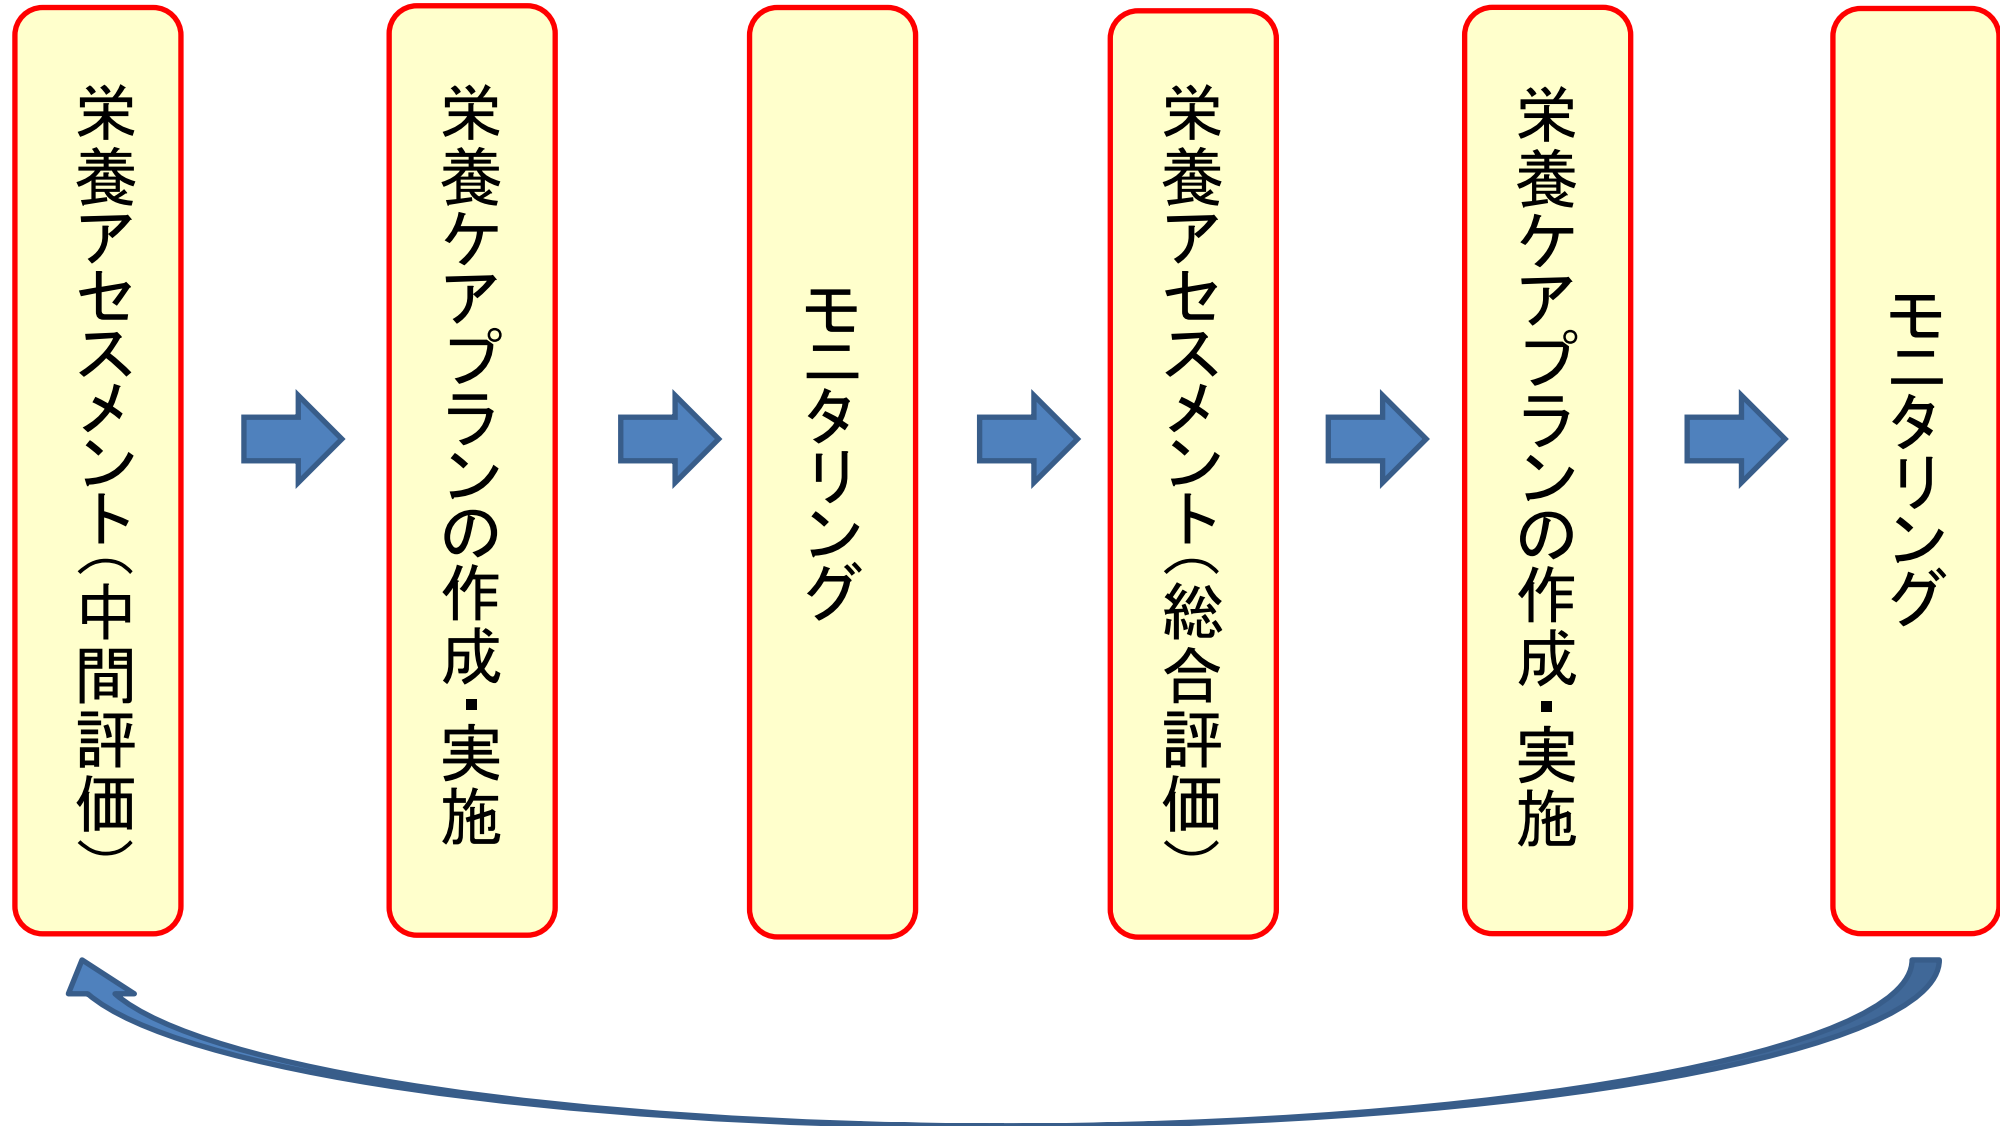 栄養アセスメント（中間評価）
栄養ケアプランの作成・実施
モニタリング
栄養アセスメント（総合評価）
栄養ケアプランの作成・実施
モニタリング